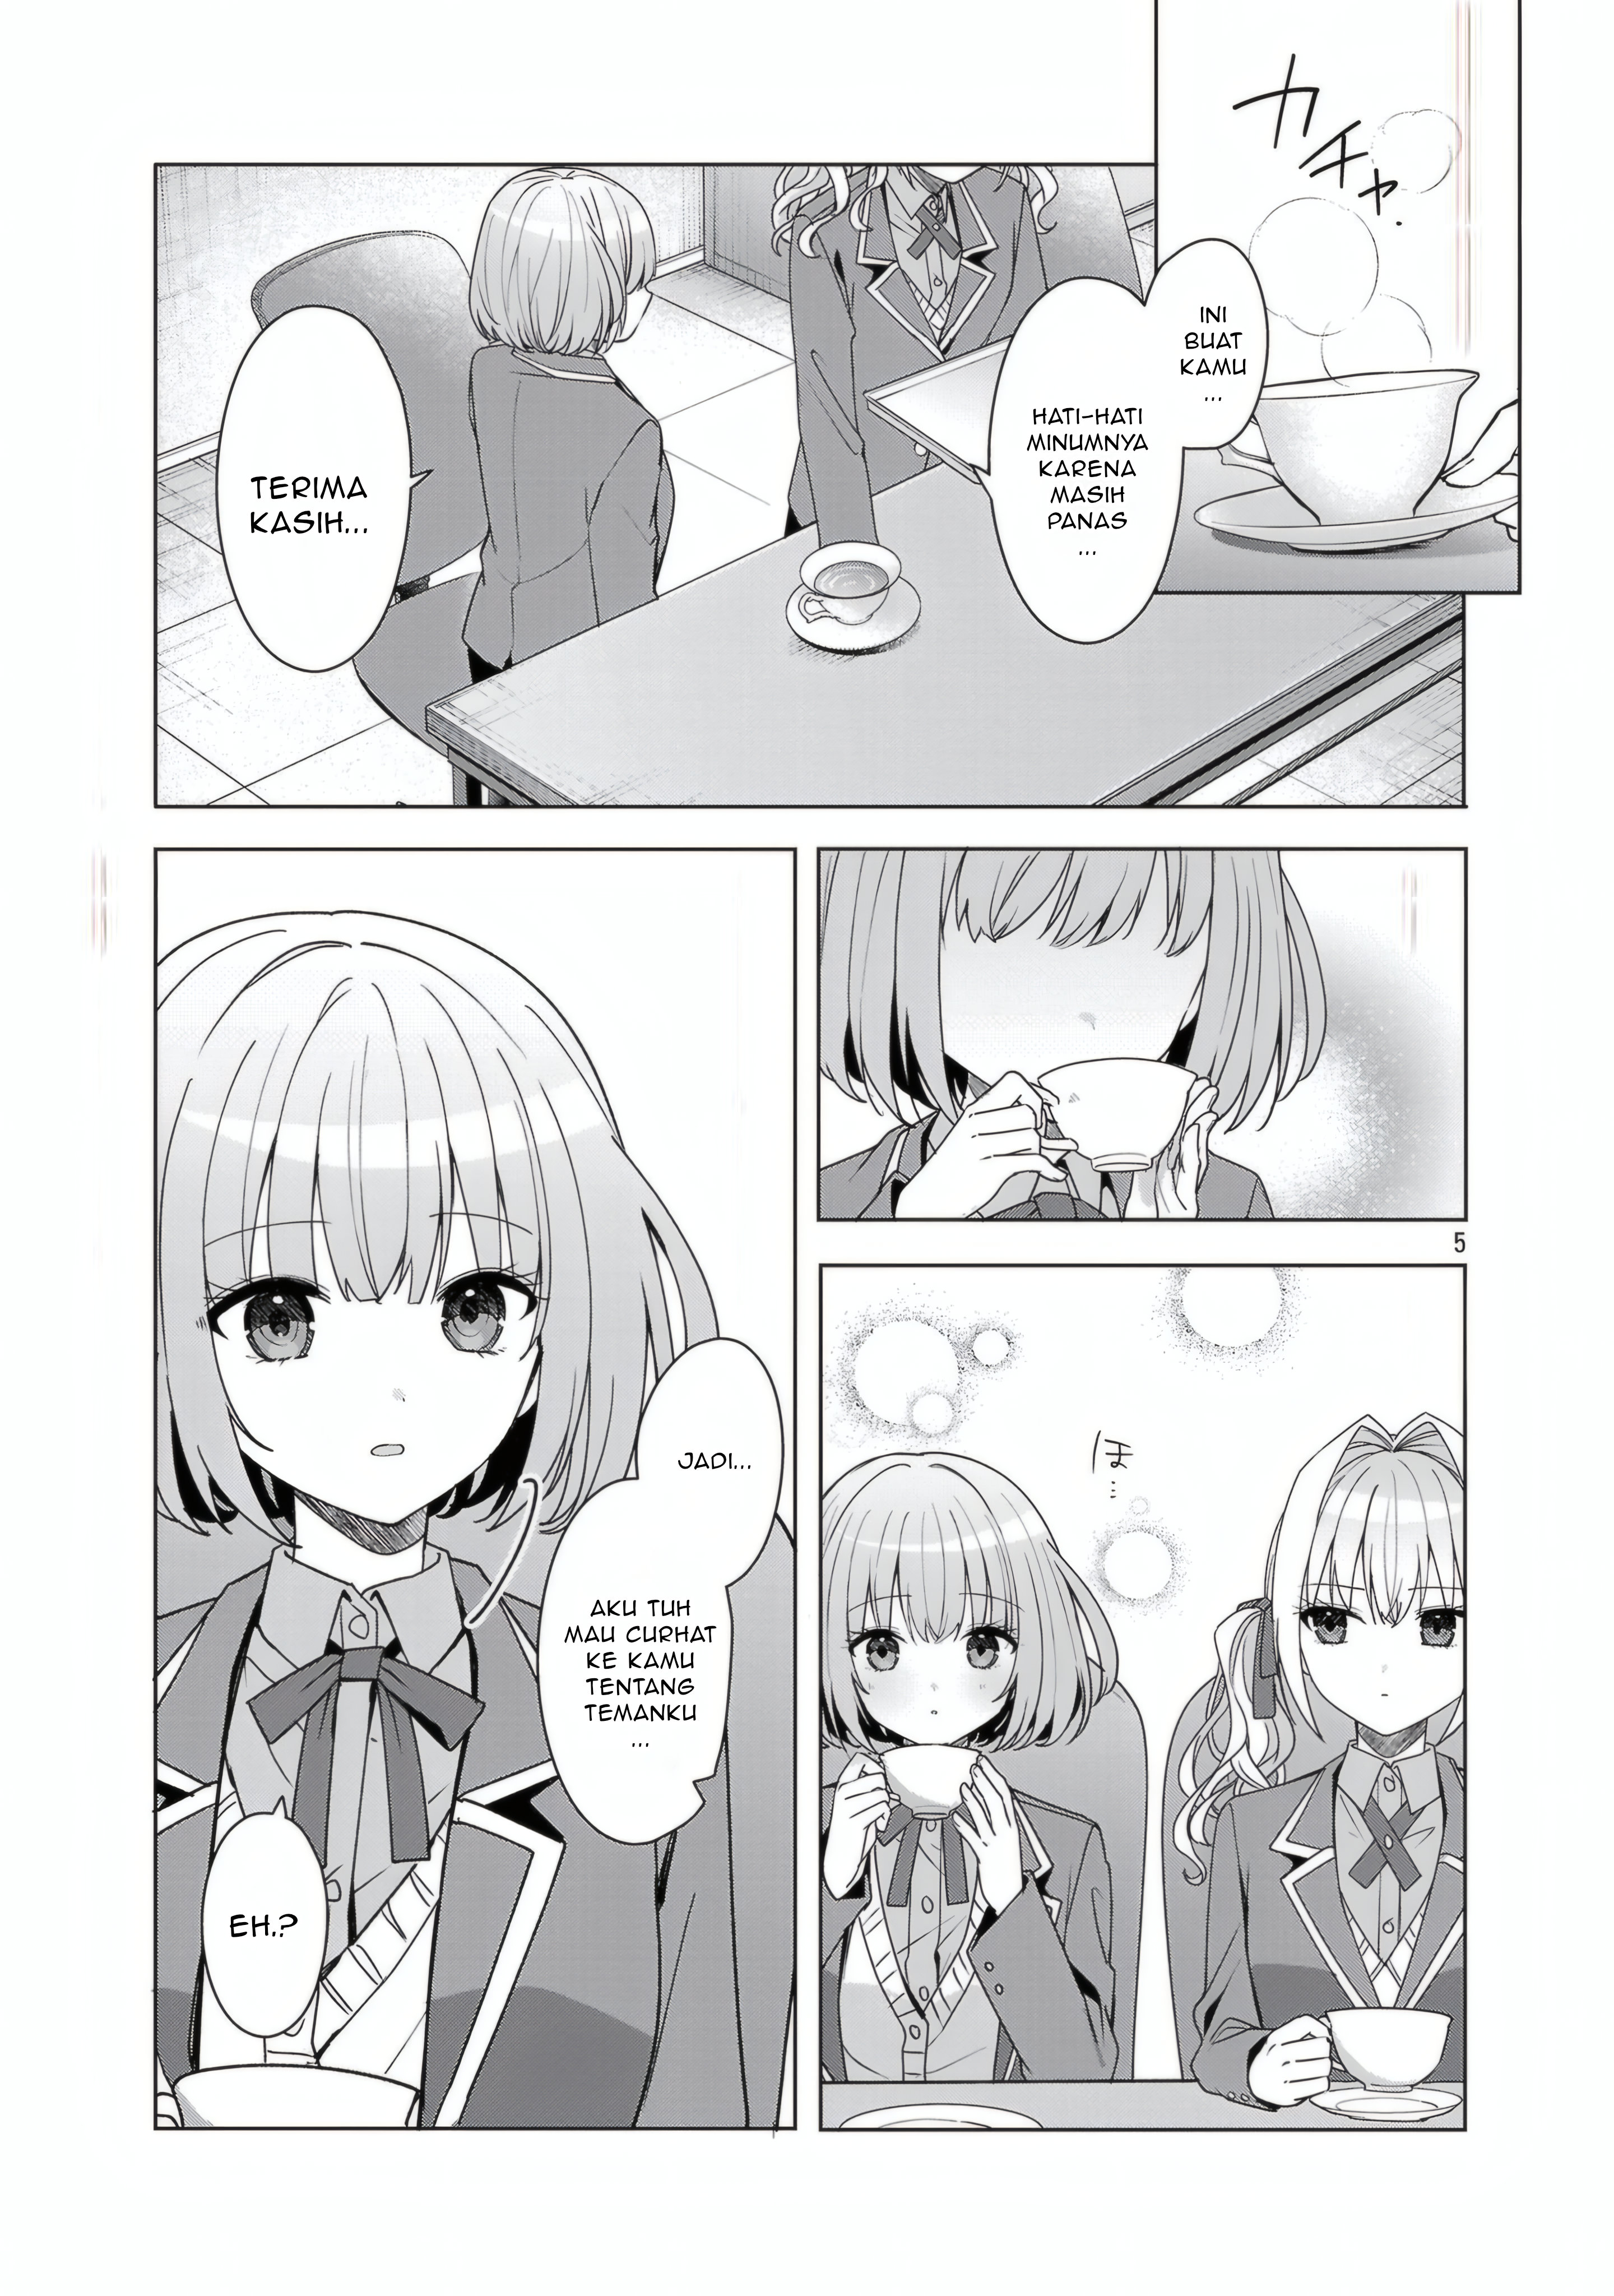 カチャ.
INI
BUAT
KAMU
...
HATI-HATI
MINUMNYA
KARENA
MASIH
PANAS
...
TERIMA
KASIH...
5
ほ...
JADI...
AKU TUH
MAU CURHAT
KE KAMU
TENTANG
TEMANKU
...
EH.?